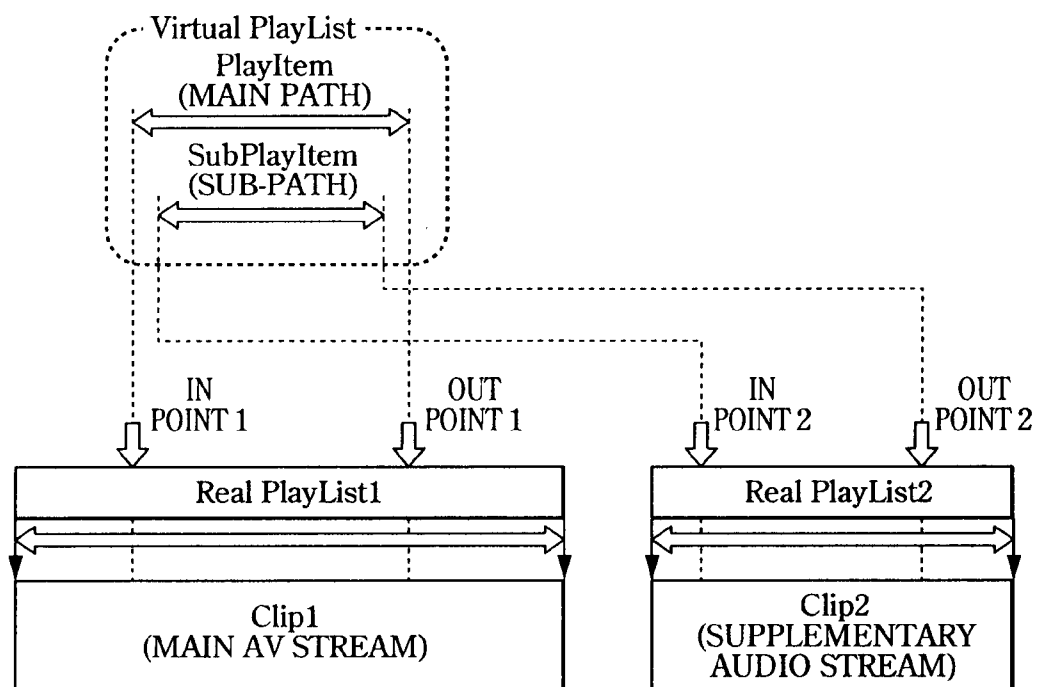 Virtual PlayList
PlayItem
(MAIN PATH)
SubPlayItem
(SUB-PATH)
IN
POINT 1
OUT
POINT 1
IN
POINT 2
OUT
POINT 2
Real PlayList1
Real PlayList2
Clip1
(MAIN AV STREAM)
Clip2
(SUPPLEMENTARY
AUDIO STREAM)